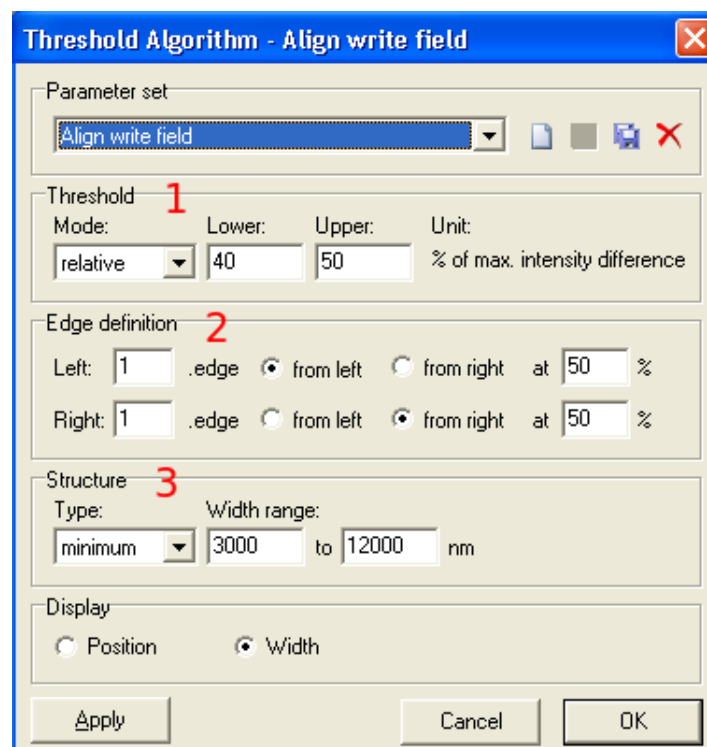 Threshold Algorithm - Align write field
Parameter set
Align write field
Threshold 1
Mode: Lower: Upper: Unit:
relative 40 50 % of max. intensity difference
Edge definition 2
Left: 1 .edge from left from right at 50 %
Right: 1 .edge from left from right at 50 %
Structure 3
Type: Width range:
minimum 3000 to 12000 nm
Display
Position Width
Apply Cancel OK